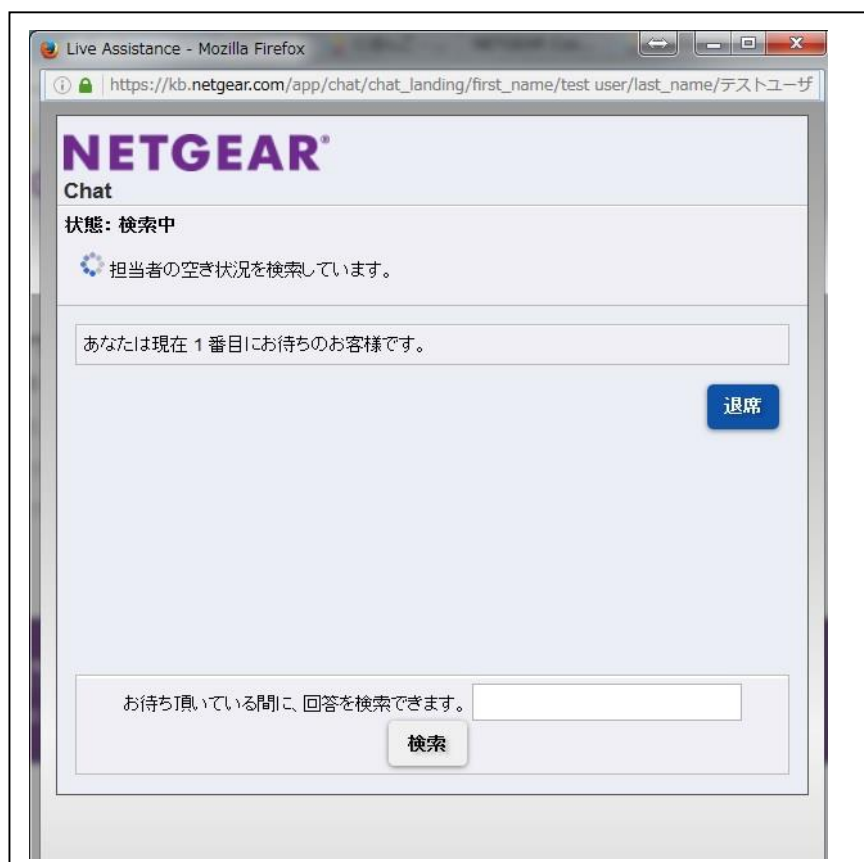 Live Assistance - Mozilla Firefox
https://kb.netgear.com/app/chat/chat_landing/first_name/test user/last_name/テストユーザ
NETGEAR®
Chat
状態: 検索中
担当者の空き状況を検索しています。
あなたは現在 1 番目にお待ちのお客様です。
退席
お待ち頂いている間に、回答を検索できます。
検索